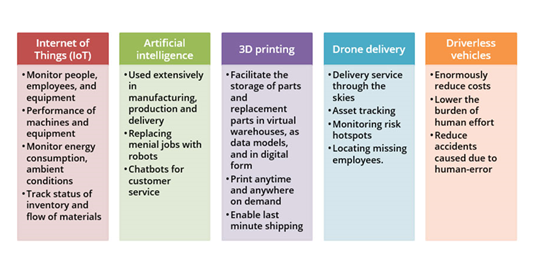 Internet of
Things (IoT)
• Monitor people,
employees, and
equipment
• Performance of
machines and
equipment
• Monitor energy
consumption,
ambient
conditions
• Track status of
inventory and
flow of materials
Artificial
intelligence
• Used extensively
in
manufacturing,
production and
delivery
• Replacing
menial jobs with
robots
• Chatbots for
customer
service
3D printing
• Facilitate the
storage of parts
and
replacement
parts in virtual
warehouses, as
data models,
and in digital
form
• Print anytime
and anywhere
on demand
• Enable last
minute shipping
Drone delivery
• Delivery service
through the
skies
• Asset tracking
• Monitoring risk
hotspots
• Locating missing
employees.
Driverless
vehicles
• Enormously
reduce costs
• Lower the
burden of
human effort
• Reduce
accidents
caused due to
human-error